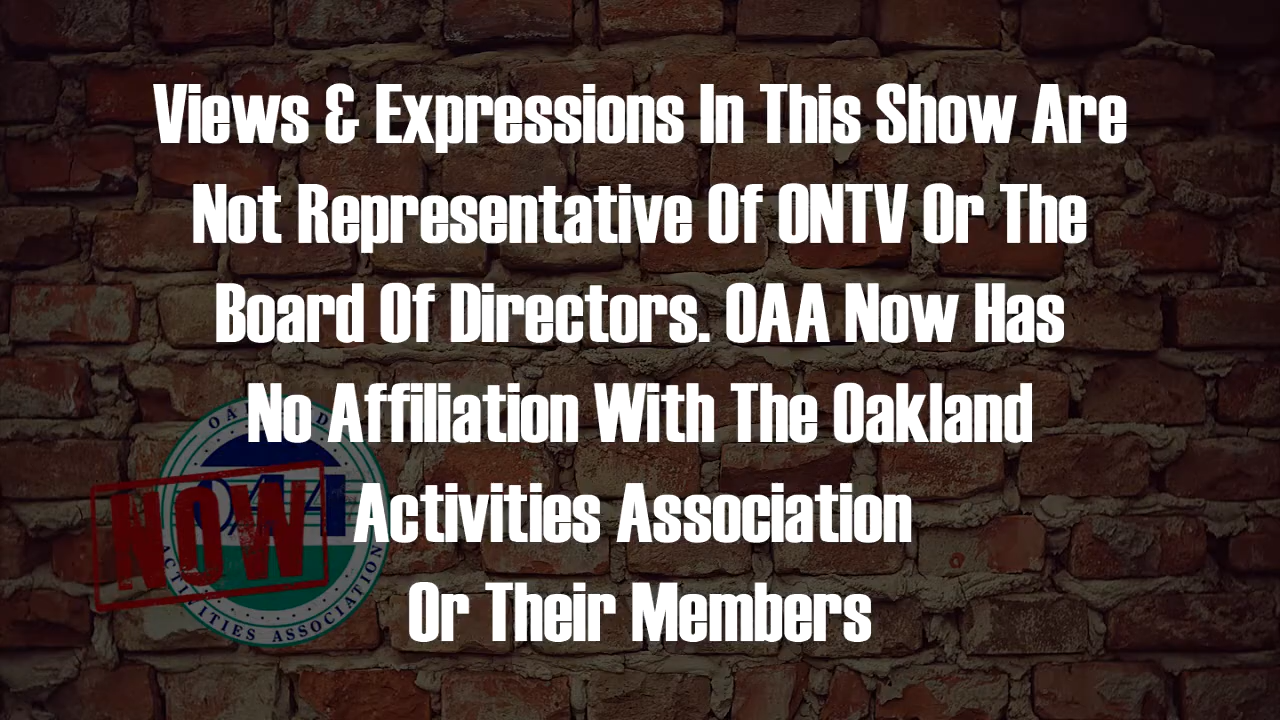 Views & Expressions In This Show Are
Not Representative Of ONTV Or The
Board Of Directors. OAA Now Has
No Affiliation With The Oakland
Activities Association
Or Their Members
NOW
OAA
ACTIVITIES ASSOCIATION